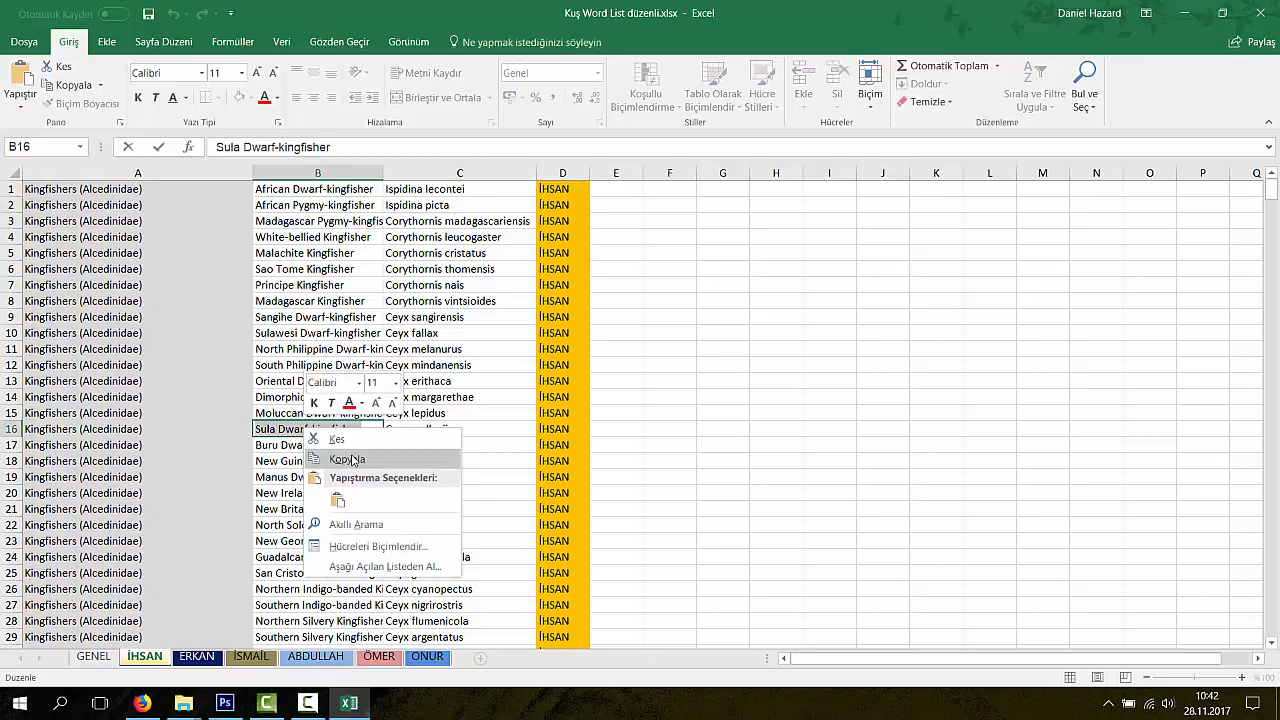 Otomatik Kaydet
Kuş Word List düzenli.xlsx - Excel
Daniel Hazard
Dosya Giriş Ekle Sayfa Düzeni Formüller Veri Gözden Geçir Görünüm Ne yapmak istediğinizi söyleyin Paylaş
Yapıştır
Kes
Kopyala
Biçim Boyacısı
Pano
Calibri 11
K T A
Yazı Tipi
Metni Kaydır
Birleştir ve Ortala
Hizalama
Genel
Sayı
Koşullu Biçimlendirme
Tablo Olarak Biçimlendir
Hücre Stilleri
Stiller
Ekle
Sil
Biçim
Hücreler
Otomatik Toplam
Doldur
Temizle
Sırala ve Filtre Uygula
Bul ve Seç
Düzenleme
B16 fx Sula Dwarf-kingfisher
A B C D E F G H I J K L M N O P Q
1 Kingfishers (Alcedinidae) African Dwarf-kingfisher Ispidina lecontei İHSAN
2 Kingfishers (Alcedinidae) African Pygmy-kingfisher Ispidina picta İHSAN
3 Kingfishers (Alcedinidae) Madagascar Pygmy-kingfis Corythornis madagascariensis İHSAN
4 Kingfishers (Alcedinidae) White-bellied Kingfisher Corythornis leucogaster İHSAN
5 Kingfishers (Alcedinidae) Malachite Kingfisher Corythornis cristatus İHSAN
6 Kingfishers (Alcedinidae) Sao Tome Kingfisher Corythornis thomensis İHSAN
7 Kingfishers (Alcedinidae) Principe Kingfisher Corythornis nais İHSAN
8 Kingfishers (Alcedinidae) Madagascar Kingfisher Corythornis vintsioides İHSAN
9 Kingfishers (Alcedinidae) Sangihe Dwarf-kingfisher Ceyx sangirensis İHSAN
10 Kingfishers (Alcedinidae) Sulawesi Dwarf-kingfisher Ceyx fallax İHSAN
11 Kingfishers (Alcedinidae) North Philippine Dwarf-kin Ceyx melanurus İHSAN
12 Kingfishers (Alcedinidae) South Philippine Dwarf-kin Ceyx mindanensis İHSAN
13 Kingfishers (Alcedinidae) Oriental D x erithaca İHSAN
14 Kingfishers (Alcedinidae) Dimorphic x margarethae İHSAN
15 Kingfishers (Alcedinidae) Moluccan Dwarf-kingfishe Ceyx lepidus İHSAN
16 Kingfishers (Alcedinidae) Sula Dwarf-kingfisher İHSAN
17 Kingfishers (Alcedinidae) Buru Dwa İHSAN
18 Kingfishers (Alcedinidae) New Guin İHSAN
19 Kingfishers (Alcedinidae) Manus Dw İHSAN
20 Kingfishers (Alcedinidae) New Irela İHSAN
21 Kingfishers (Alcedinidae) New Brita İHSAN
22 Kingfishers (Alcedinidae) North Solo İHSAN
23 Kingfishers (Alcedinidae) New Geor İHSAN
24 Kingfishers (Alcedinidae) Guadalcan la İHSAN
25 Kingfishers (Alcedinidae) San Cristo İHSAN
26 Kingfishers (Alcedinidae) Northern Indigo-banded Ki Ceyx cyanopectus İHSAN
27 Kingfishers (Alcedinidae) Southern Indigo-banded K Ceyx nigrirostris İHSAN
28 Kingfishers (Alcedinidae) Northern Silvery Kingfisher Ceyx flumenicola İHSAN
29 Kingfishers (Alcedinidae) Southern Silvery Kingfisher Ceyx argentatus İHSAN
Calibri 11
K T A
Kes
Kopyala
Yapıştırma Seçenekleri:
Akıllı Arama
Hücreleri Biçimlendir...
Aşağı Açılan Listeden Al...
GENEL İHSAN ERKAN İSMAİL ABDULLAH ÖMER ONUR
Düzenle
%100
10:42
28.11.2017